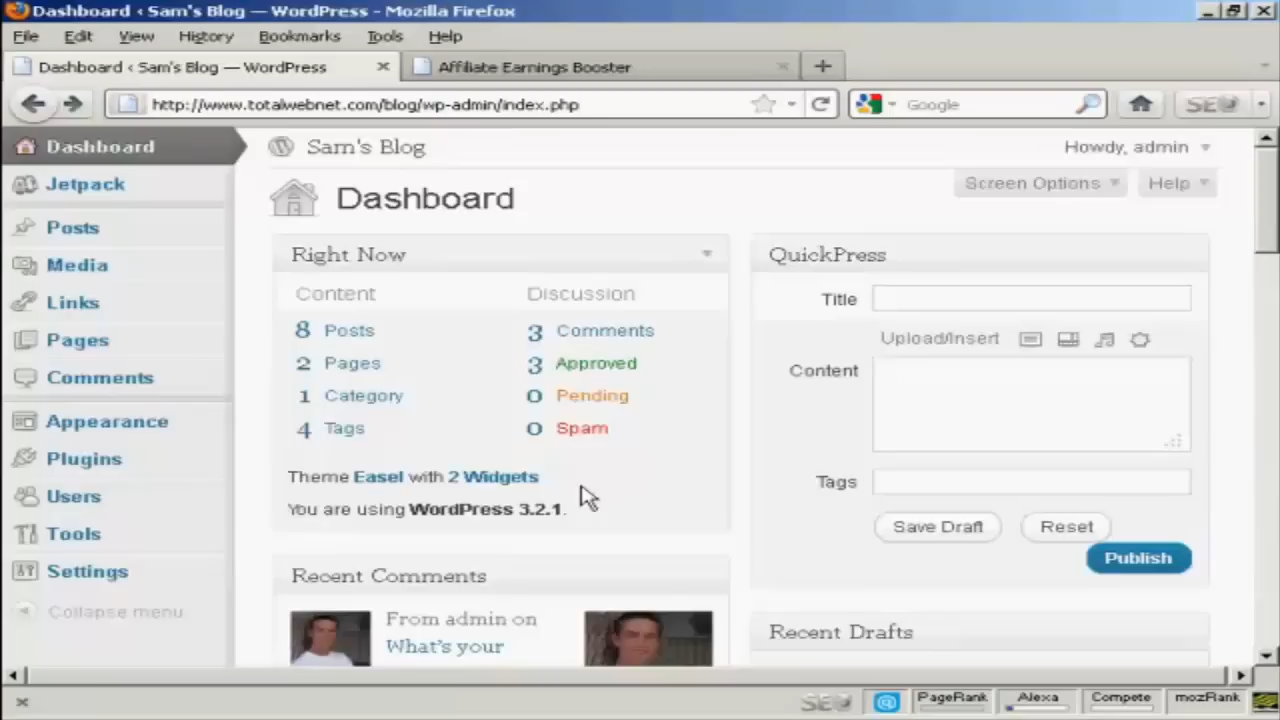 Dashboard ‹ Sam's Blog — WordPress - Mozilla Firefox
File Edit View History Bookmarks Tools Help
Dashboard ‹ Sam's Blog — WordPress
Affiliate Earnings Booster
http://www.totalwebnet.com/blog/wp-admin/index.php
Google
SEO
Dashboard
Jetpack
Posts
Media
Links
Pages
Comments
Appearance
Plugins
Users
Tools
Settings
Collapse menu
Sam's Blog
Howdy, admin
Screen Options
Help
Dashboard
Right Now
Content Discussion
8 Posts 3 Comments
2 Pages 3 Approved
1 Category 0 Pending
4 Tags 0 Spam
Theme Easel with 2 Widgets
You are using WordPress 3.2.1.
Recent Comments
From admin on
What's your
QuickPress
Title
Upload/Insert
Content
Tags
Save Draft
Reset
Publish
Recent Drafts
SEO
PageRank
Alexa
Compete
mozRank